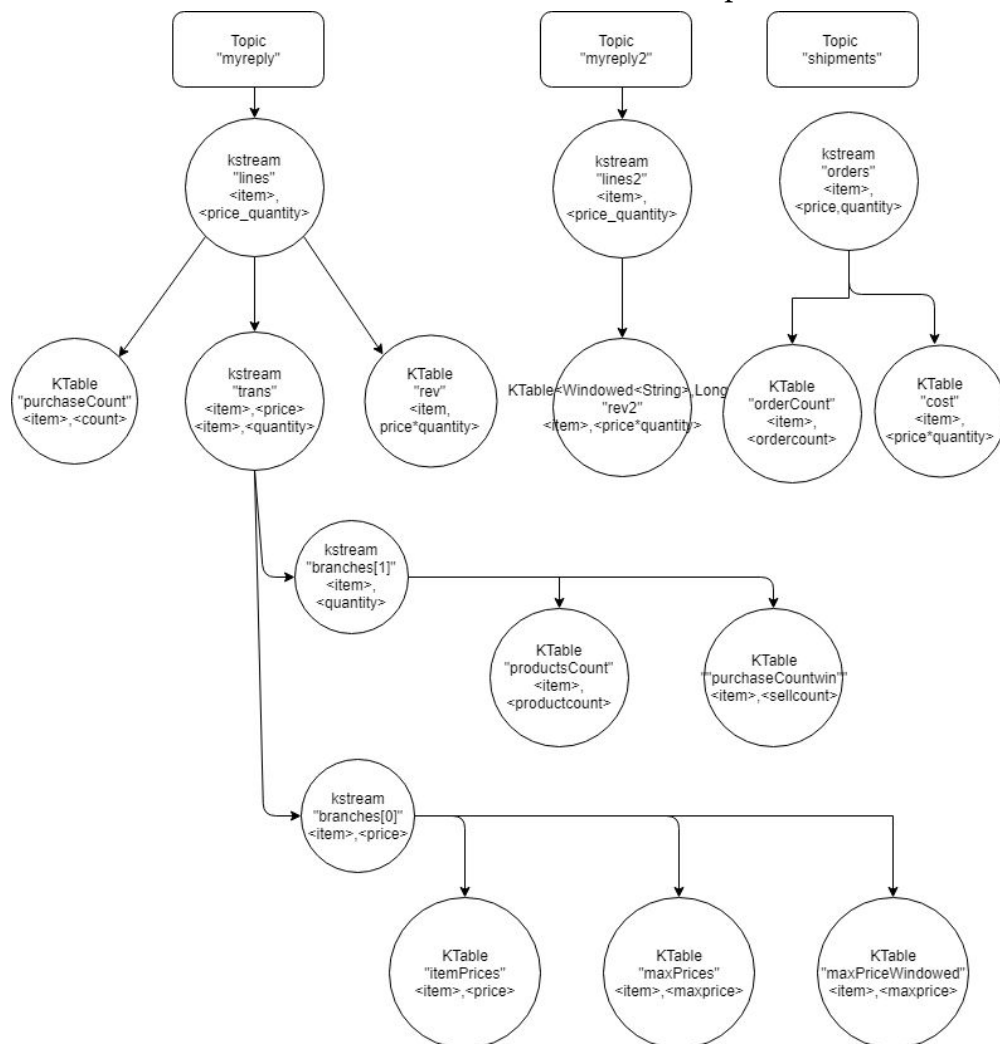 Topic
"myreply"
Topic
"myreply2"
Topic
"shipments"
kstream
"lines"
<item>,
<price_quantity>
kstream
"lines2"
<item>,
<price_quantity>
kstream
"orders"
<item>,
<price,quantity>
KTable
"purchaseCount"
<item>,<count>
kstream
"trans"
<item>,<price>
<item>,<quantity>
KTable
"rev"
<item,
price*quantity>
KTable<Windowed<String>,Long
"rev2"
<item>,<price*quantity>
KTable
"orderCount"
<item>,
<ordercount>
KTable
"cost"
<item>,
<price*quantity>
kstream
"branches[1]"
<item>,
<quantity>
KTable
"productsCount"
<item>,
<productcount>
KTable
""purchaseCountwin""
<item>,<sellcount>
kstream
"branches[0]"
<item>,<price>
KTable
"itemPrices"
<item>,<price>
KTable
"maxPrices"
<item>,<maxprice>
KTable
"maxPriceWindowed"
<item>,<maxprice>